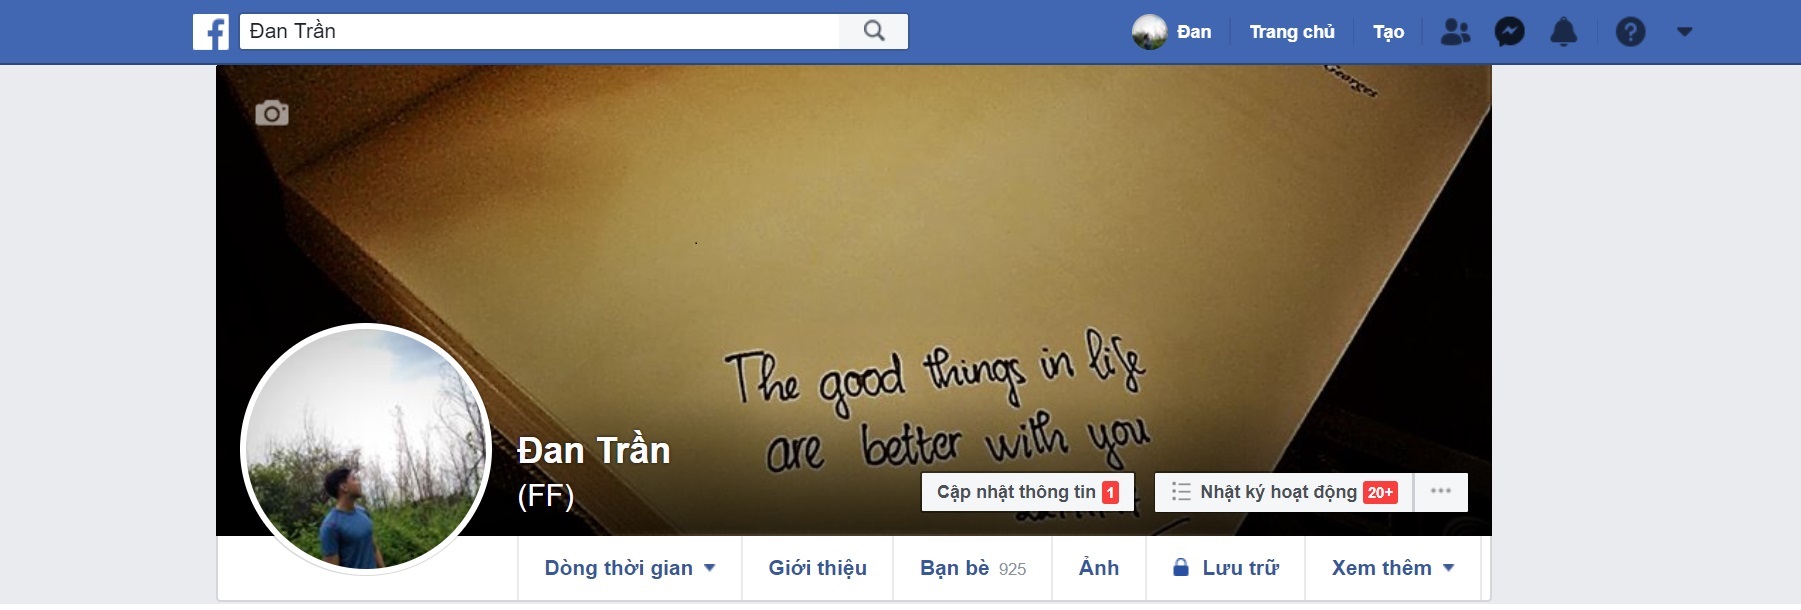 Đan Trần
Đan
Trang chủ
Tạo
Georges
The good things in life
are better with you
Đan Trần
(FF)
Cập nhật thông tin 1
Nhật ký hoạt động 20+
Dòng thời gian
Giới thiệu
Bạn bè 925
Ảnh
Lưu trữ
Xem thêm